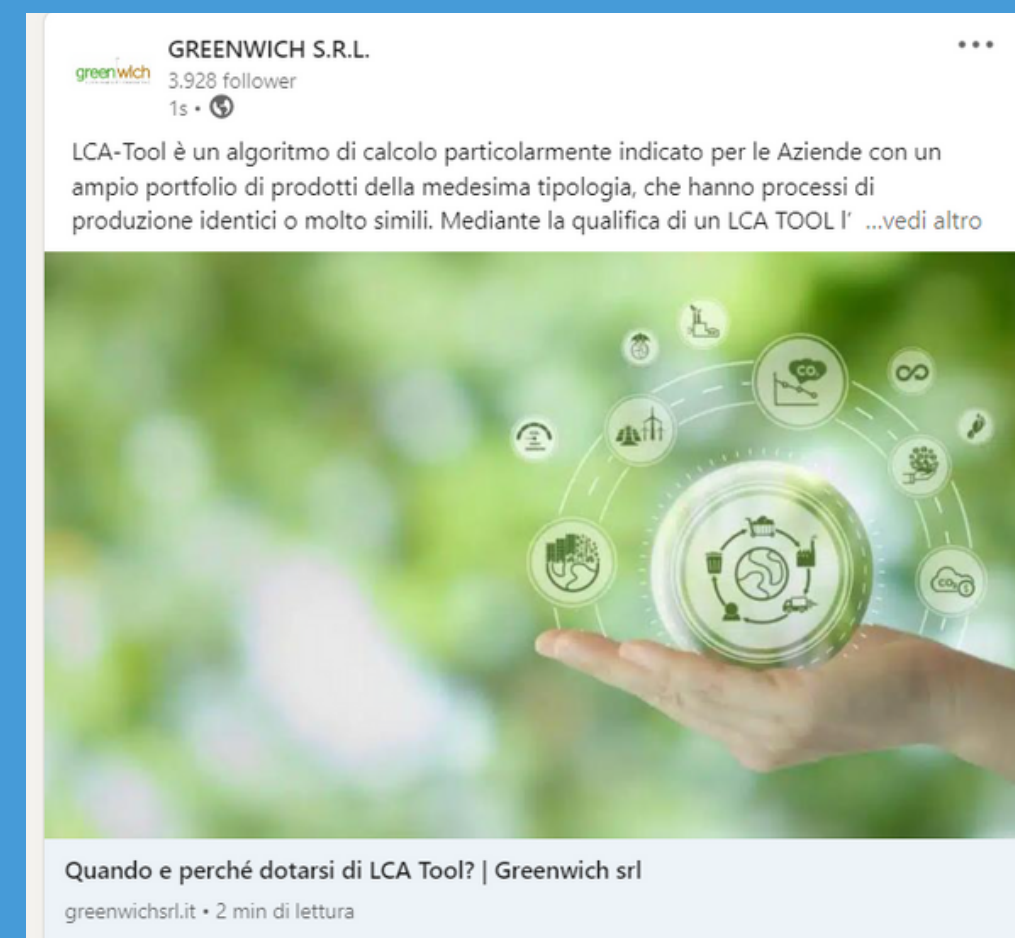 GREENWICH S.R.L.
greenwich
3.928 follower
1s •
LCA-Tool è un algoritmo di calcolo particolarmente indicato per le Aziende con un
ampio portfolio di prodotti della medesima tipologia, che hanno processi di
produzione identici o molto simili. Mediante la qualifica di un LCA TOOL l’ ...vedi altro
CO₂
CO₂ $
Quando e perché dotarsi di LCA Tool? | Greenwich srl
greenwichsrl.it • 2 min di lettura